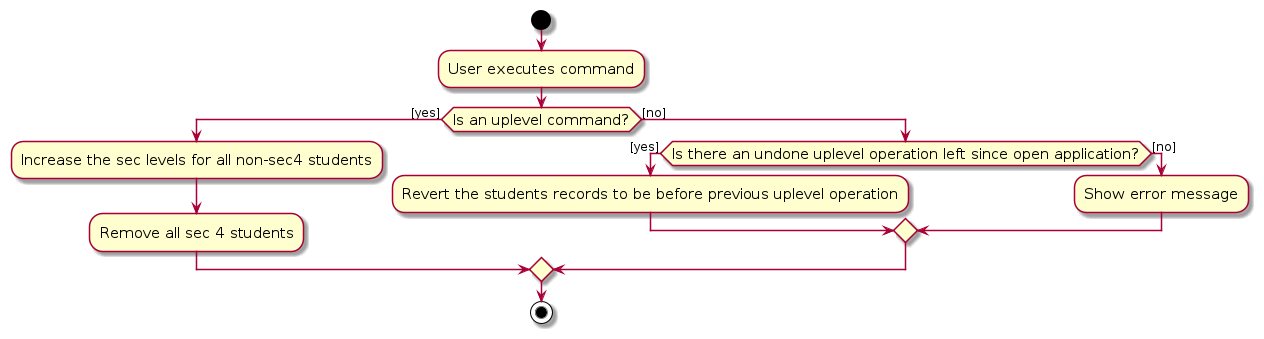 User executes command
[yes]
Is an uplevel command?
[no]
Increase the sec levels for all non-sec4 students
Remove all sec 4 students
[yes]
Is there an undone uplevel operation left since open application?
[no]
Revert the students records to be before previous uplevel operation
Show error message